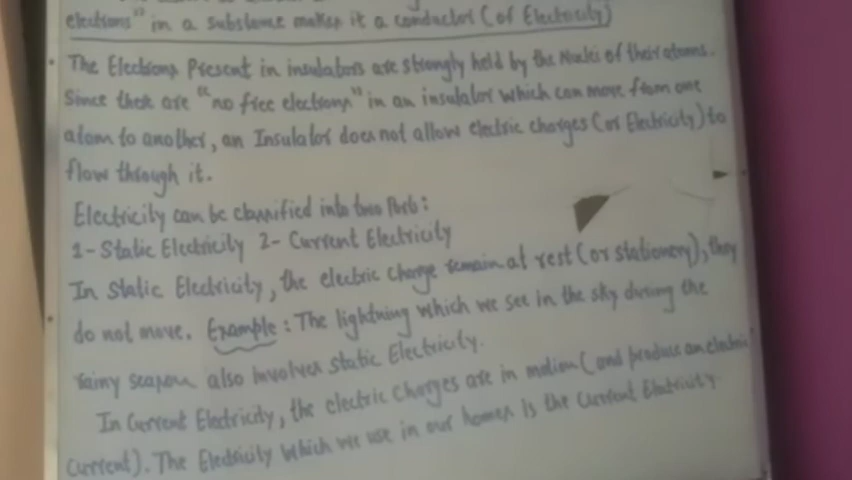 electrons" in a substance makes it a conductor (of Electricity)
• The Electrons Present in insulators are strongly held by the Nuclei of their atoms.
Since there are "no free electrons" in an insulator which can move from one
atom to another, an Insulator does not allow electric charges (or Electricity) to
flow through it.
Electricity can be classified into two Parts:
1- Static Electricity 2- Current Electricity
In Static Electricity, the electric charge remain at rest (or stationery), they
do not move. Example: The lightning which we see in the sky during the
rainy season also involves static Electricity.
In Current Electricity, the electric charges are in motion (and produce an electric
current). The Electricity which we use in our homes Is the Current Electricity